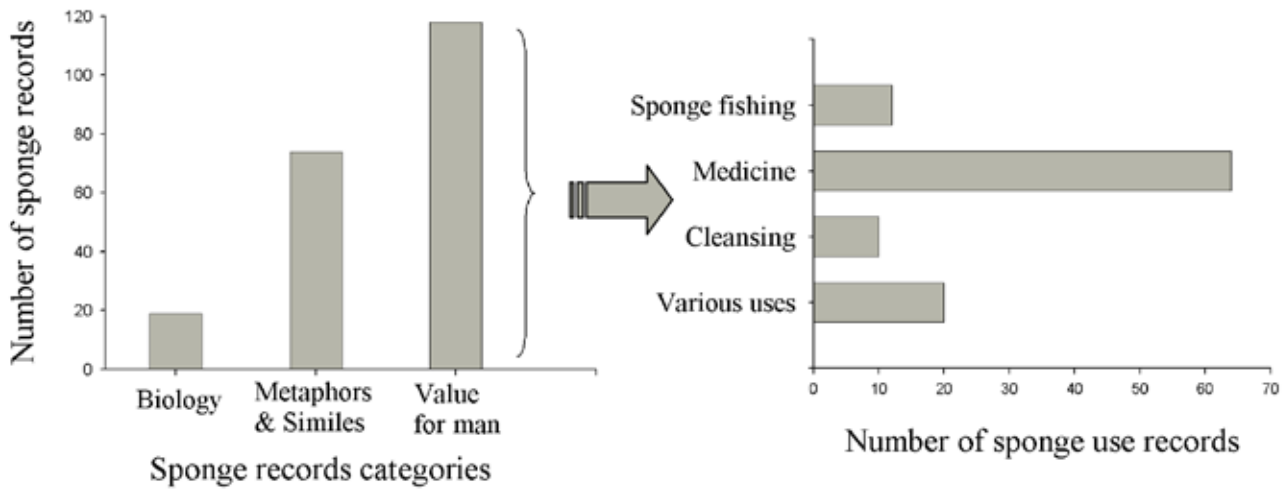 Number of sponge records
120
100
80
60
40
20
0
Biology
Metaphors
& Similes
Value
for man
Sponge records categories
Sponge fishing
Medicine
Cleansing
Various uses
0 10 20 30 40 50 60 70
Number of sponge use records